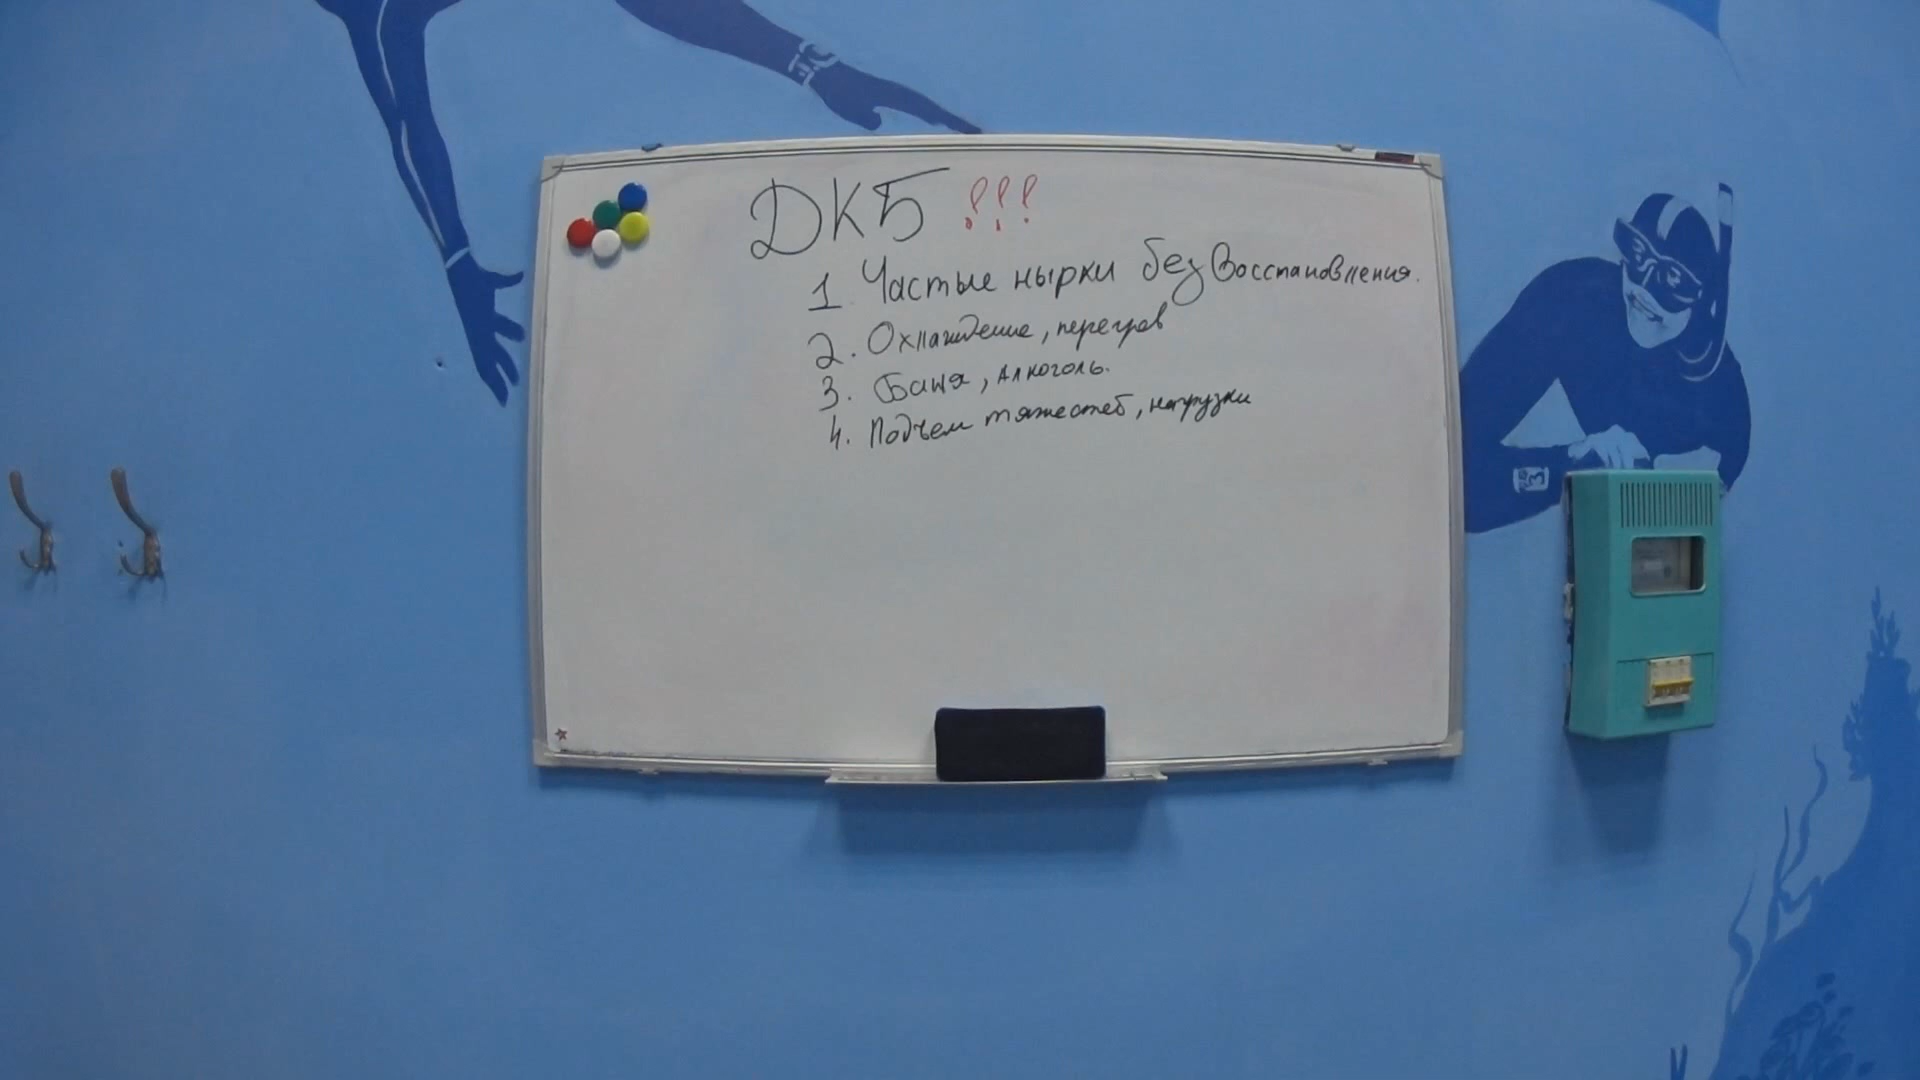 ДКБ !!!
1 Частые нырки без Восстановления.
2. Охлаждение, перегрев
3. Баня, алкоголь.
4. Подъем тяжестей, нагрузки